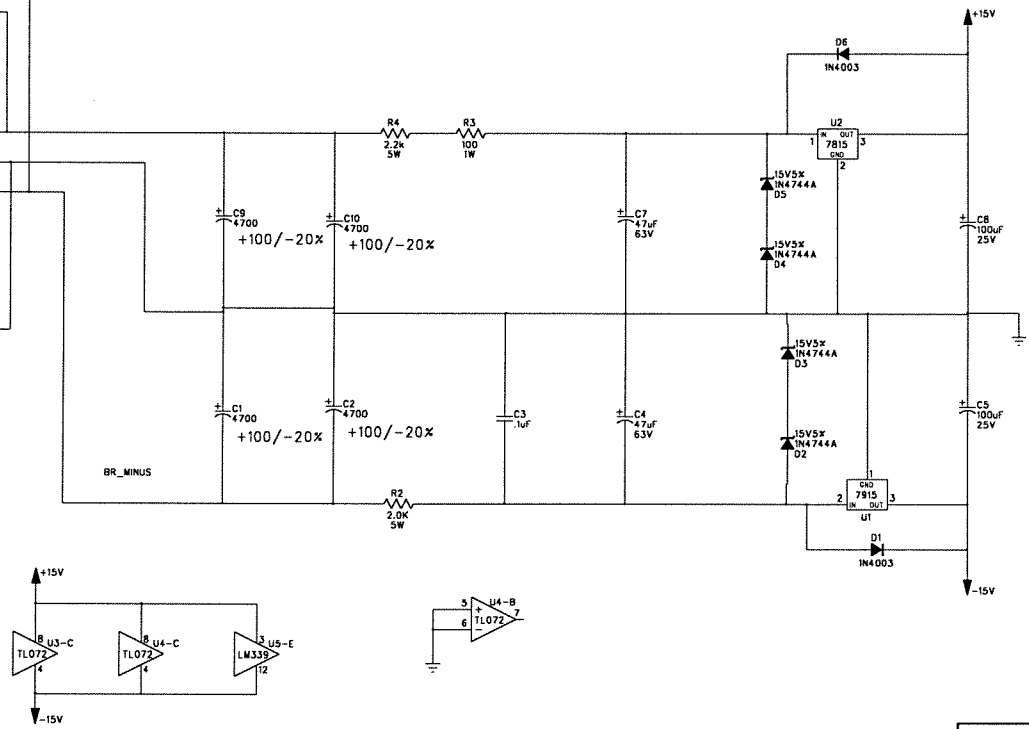 +15V
D6
1N4003
R4
2.2k
5W
R3
100
1W
U2
IN OUT
7815
GND
1
3
2
15V5%
1N4744A
D5
C9
4700
+100/-20%
C10
4700
+100/-20%
C7
47uF
63V
C8
100uF
25V
15V5%
1N4744A
D4
15V5%
1N4744A
D3
C1
4700
+100/-20%
C2
4700
+100/-20%
C3
.1uF
C4
47uF
63V
C5
100uF
25V
15V5%
1N4744A
D2
BR_MINUS
R2
2.0K
5W
1
GND
7915
IN OUT
2
3
U1
D1
1N4003
-15V
+15V
8
U3-C
TL072
4
8
U4-C
TL072
4
3
U5-E
LM339
12
-15V
5
6
+
-
U4-B
TL072
7